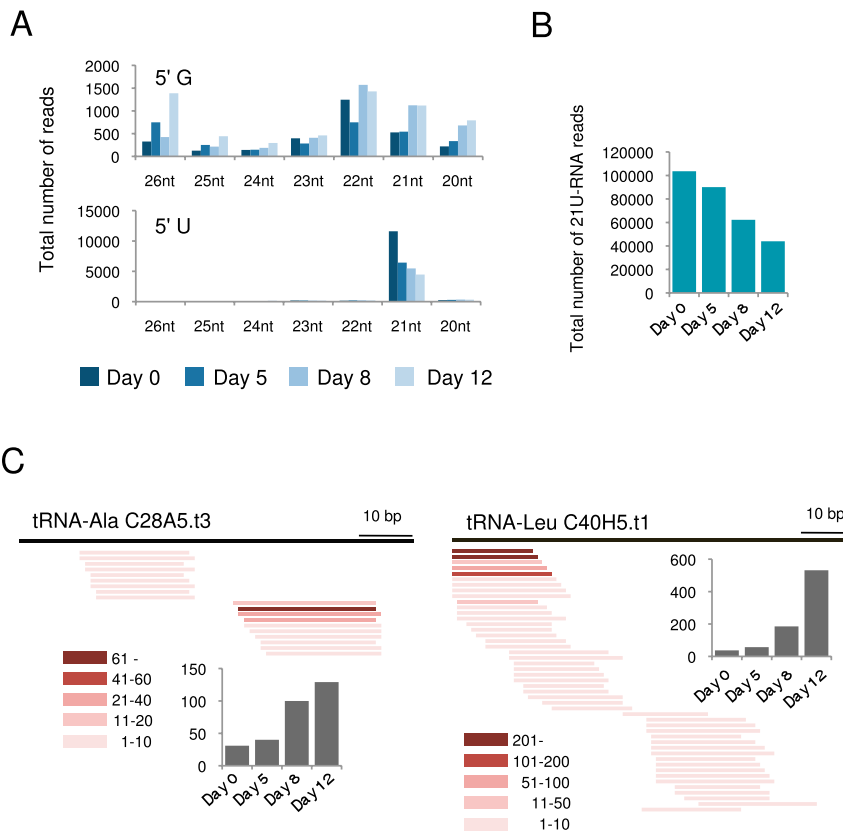 A
B
2000
1500
1000
500
0
5' G
26nt 25nt 24nt 23nt 22nt 21nt 20nt
Total number of reads
15000
10000
5000
0
5' U
26nt 25nt 24nt 23nt 22nt 21nt 20nt
Day 0 Day 5 Day 8 Day 12
Total number of 21U-RNA reads
120000
100000
80000
60000
40000
20000
0
Day 0 Day 5 Day 8 Day 12
C
tRNA-Ala C28A5.t3
10 bp
61 -
41-60
21-40
11-20
1-10
150
100
50
0
Day 0 Day 5 Day 8 Day 12
tRNA-Leu C40H5.t1
10 bp
600
400
200
0
Day 0 Day 5 Day 8 Day 12
201-
101-200
51-100
11-50
1-10